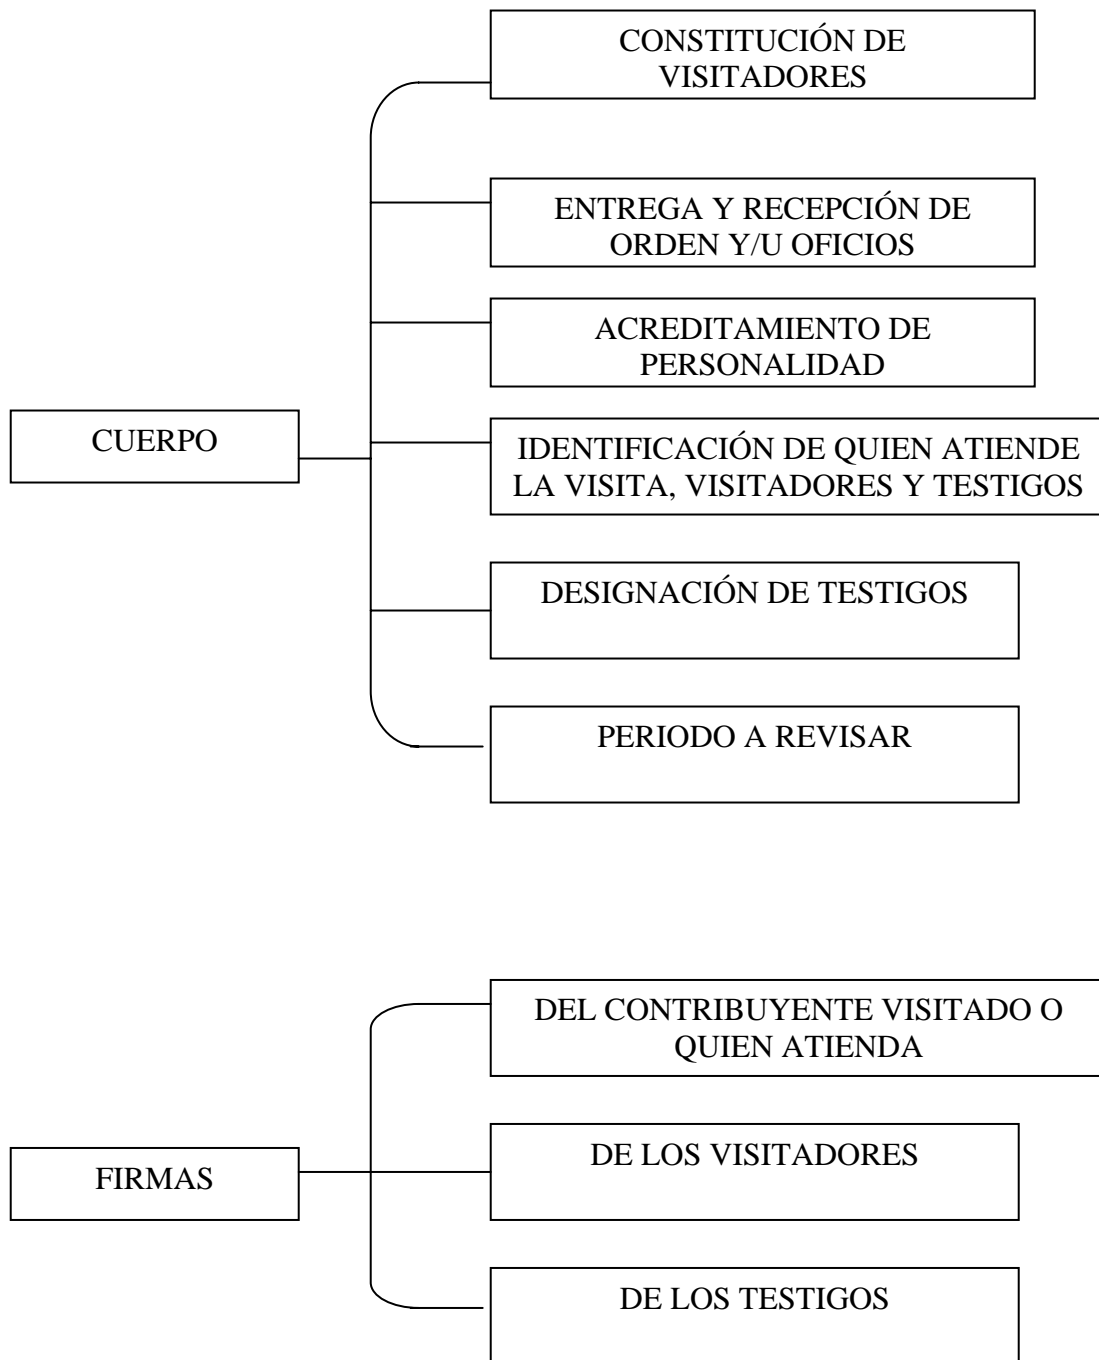 CONSTITUCIÓN DE
VISITADORES
ENTREGA Y RECEPCIÓN DE
ORDEN Y/U OFICIOS
ACREDITAMIENTO DE
PERSONALIDAD
CUERPO
IDENTIFICACIÓN DE QUIEN ATIENDE
LA VISITA, VISITADORES Y TESTIGOS
DESIGNACIÓN DE TESTIGOS
PERIODO A REVISAR
DEL CONTRIBUYENTE VISITADO O
QUIEN ATIENDA
FIRMAS
DE LOS VISITADORES
DE LOS TESTIGOS